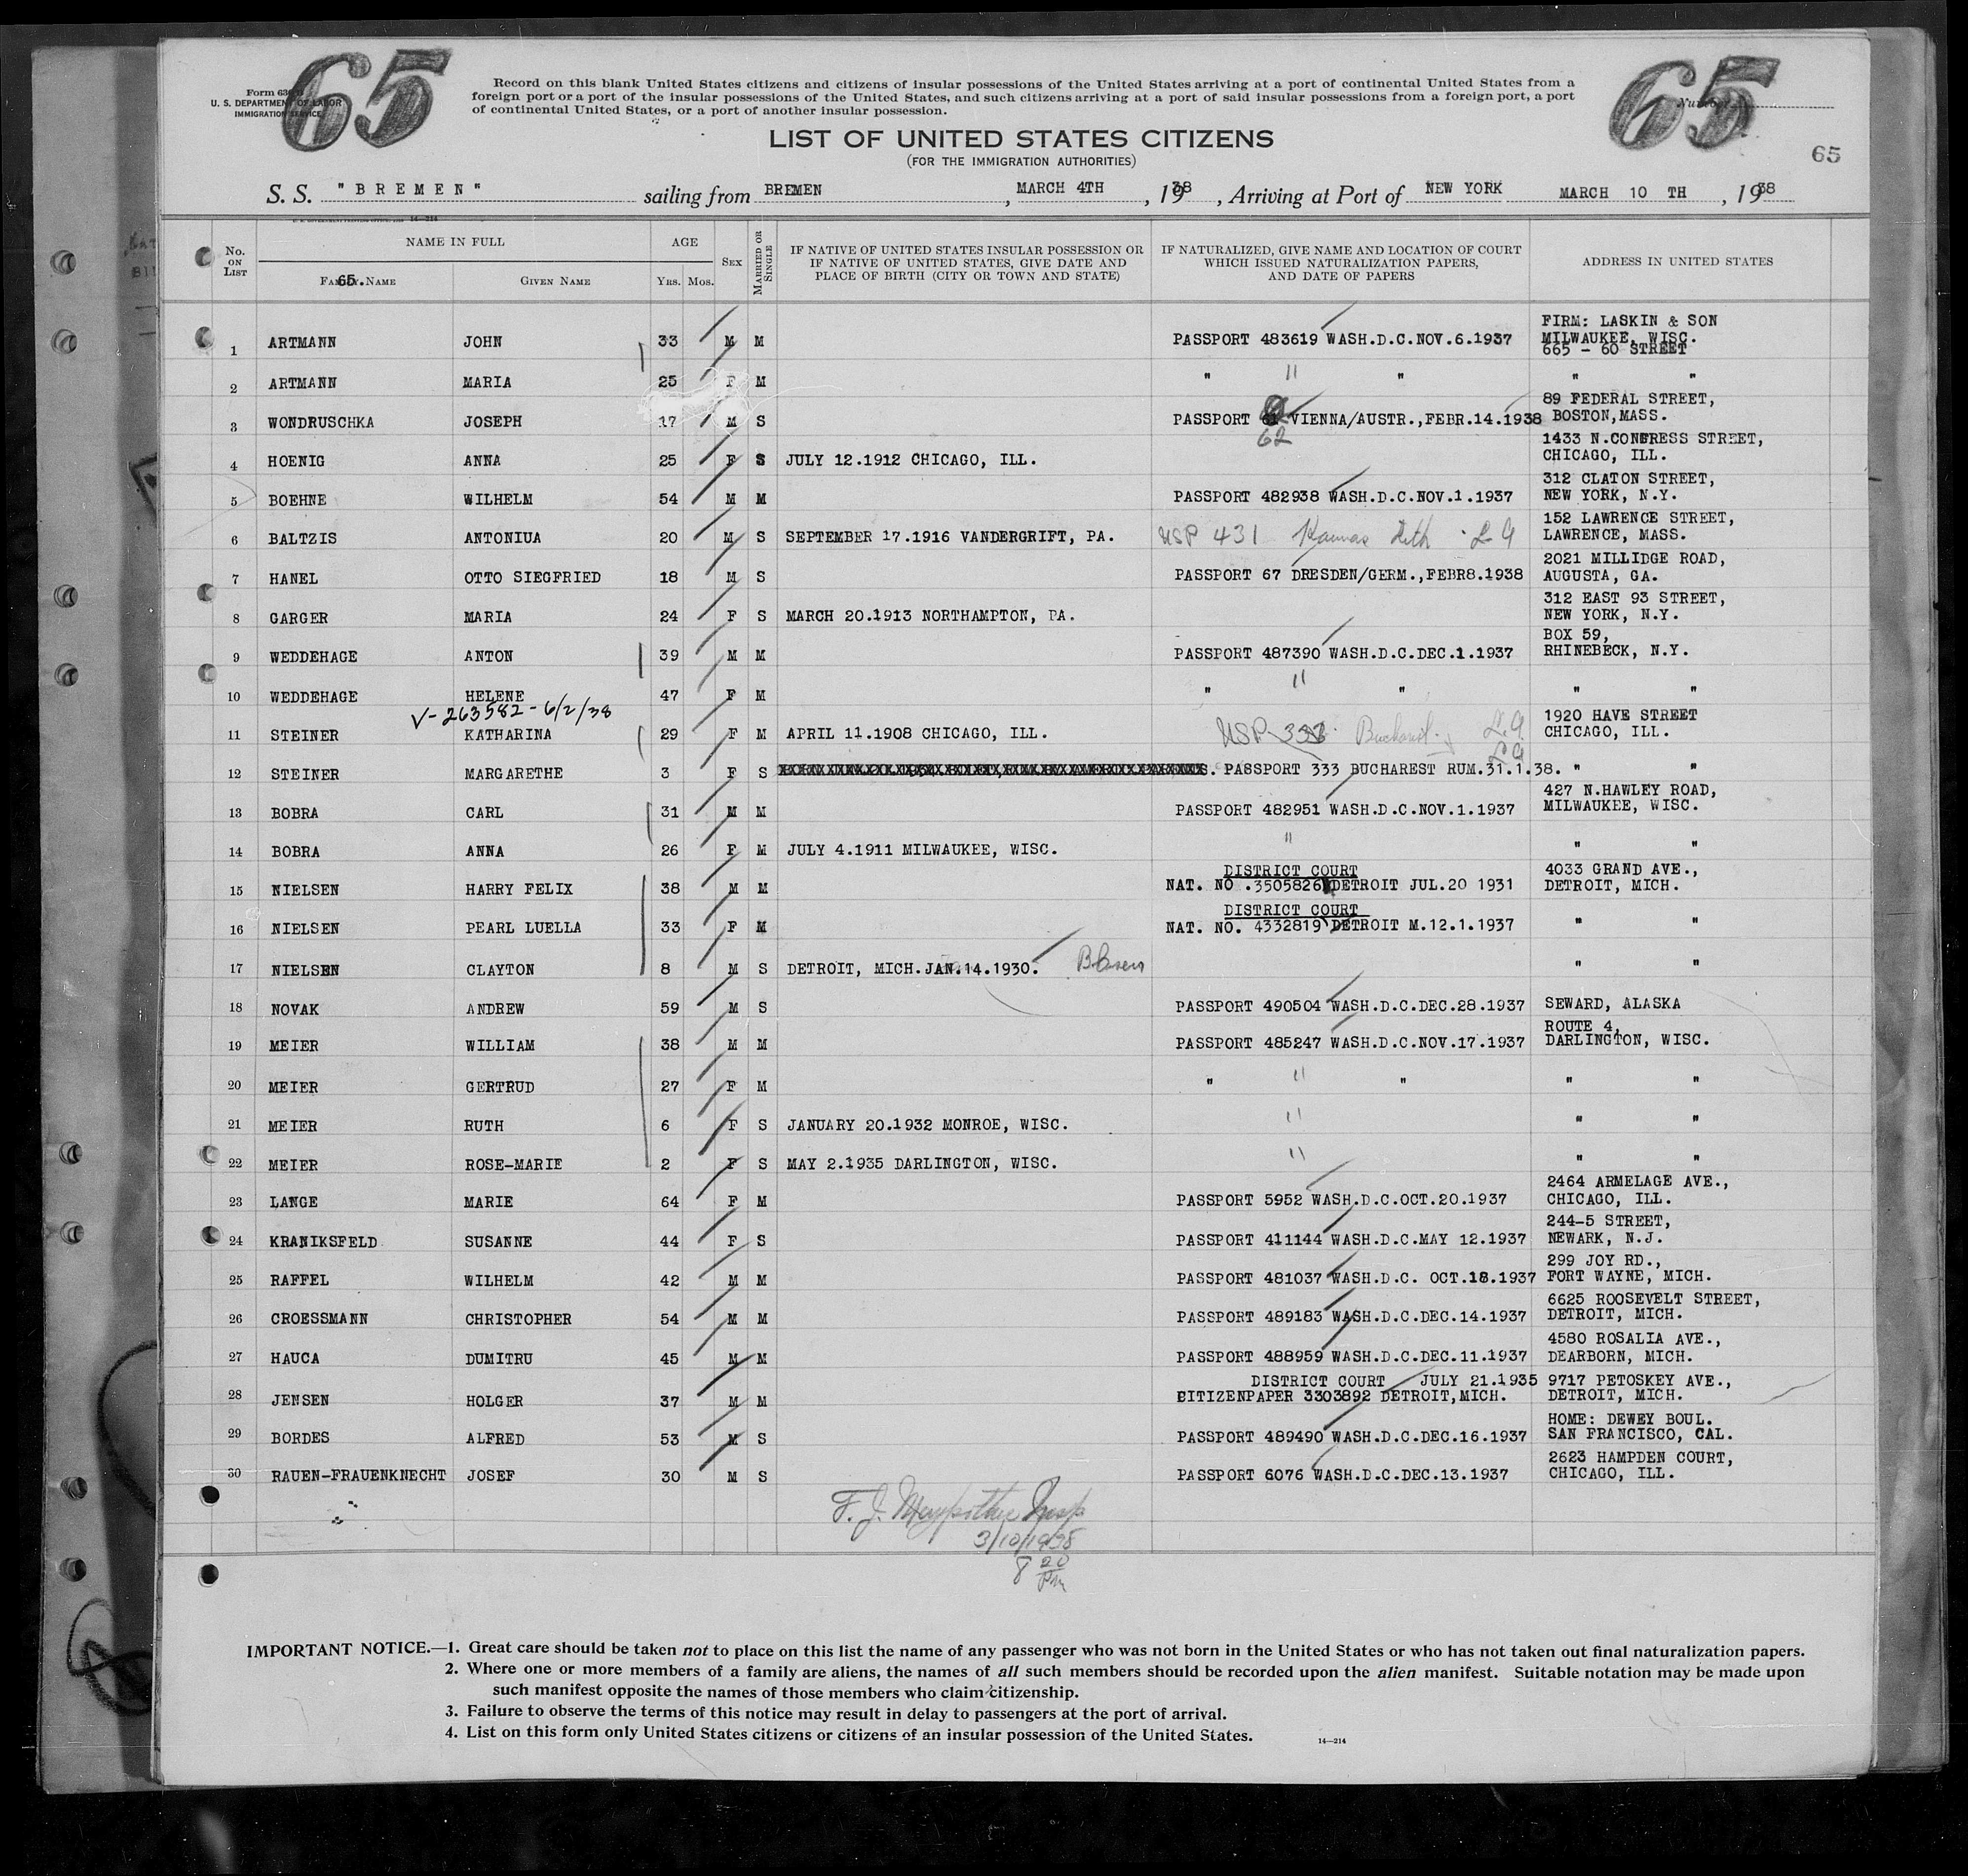 65
65
Form 630
U. S. DEPARTMENT OF LABOR
IMMIGRATION SERVICE
Record on this blank United States citizens and citizens of insular possessions of the United States arriving at a port of continental United States from a
foreign port or a port of the insular possessions of the United States, and such citizens arriving at a port of said insular possessions from a foreign port, a port
of continental United States, or a port of another insular possession.
Number
LIST OF UNITED STATES CITIZENS
(FOR THE IMMIGRATION AUTHORITIES)
65
S. S. "BREMEN" sailing from BREMEN, MARCH 4TH, 1938, Arriving at Port of NEW YORK MARCH 10 TH, 1938
14—214
No. ON LIST
NAME IN FULL
FAMILY NAME 65.
GIVEN NAME
AGE
YRS. MOS.
SEX
MARRIED OR SINGLE
IF NATIVE OF UNITED STATES INSULAR POSSESSION OR
IF NATIVE OF UNITED STATES, GIVE DATE AND
PLACE OF BIRTH (CITY OR TOWN AND STATE)
IF NATURALIZED, GIVE NAME AND LOCATION OF COURT
WHICH ISSUED NATURALIZATION PAPERS,
AND DATE OF PAPERS
ADDRESS IN UNITED STATES
FIRM: LASKIN & SON
1 ARTMANN JOHN 33 M M PASSPORT 483619 WASH.D.C.NOV.6.1937 MILWAUKEE, WISC.
665 - 60 STREET
2 ARTMANN MARIA 25 F M " " " " "
89 FEDERAL STREET,
3 WONDRUSCHKA JOSEPH 17 M S PASSPORT VIENNA/AUSTR.,FEBR.14.1938 BOSTON,MASS.
62
1433 N.CONGRESS STREET,
4 HOENIG ANNA 25 F S JULY 12.1912 CHICAGO, ILL. CHICAGO, ILL.
312 CLATON STREET,
5 BOEHNE WILHELM 54 M M PASSPORT 482938 WASH.D.C.NOV.1.1937 NEW YORK, N.Y.
152 LAWRENCE STREET,
6 BALTZIS ANTONIUA 20 M S SEPTEMBER 17.1916 VANDERGRIFT, PA. USP 431 Kaunas Lith LA LAWRENCE, MASS.
2021 MILLIDGE ROAD,
7 HANEL OTTO SIEGFRIED 18 M S PASSPORT 67 DRESDEN/GERM.,FEBR8.1938 AUGUSTA, GA.
312 EAST 93 STREET,
8 GARGER MARIA 24 F S MARCH 20.1913 NORTHAMPTON, PA. NEW YORK, N.Y.
BOX 59,
9 WEDDEHAGE ANTON 39 M M PASSPORT 487390 WASH.D.C.DEC.1.1937 RHINEBECK, N.Y.
10 WEDDEHAGE HELENE 47 F M " " " " "
V-263582-6/2/38
1920 HAVE STREET
11 STEINER KATHARINA 29 F M APRIL 11.1908 CHICAGO, ILL. USP 332 Bucharest LA CHICAGO, ILL.
LA
12 STEINER MARGARETHE 3 F S PASSPORT 333 BUCHAREST RUM.31.1.38. " "
427 N.HAWLEY ROAD,
13 BOBRA CARL 31 M M PASSPORT 482951 WASH.D.C.NOV.1.1937 MILWAUKEE, WISC.
14 BOBRA ANNA 26 F M JULY 4.1911 MILWAUKEE, WISC. " " "
DISTRICT COURT 4033 GRAND AVE.,
15 NIELSEN HARRY FELIX 38 M M NAT. NO .3505826 DETROIT JUL.20 1931 DETROIT, MICH.
DISTRICT COURT
16 NIELSEN PEARL LUELLA 33 F M NAT. NO. 4332819 DETROIT M.12.1.1937 " "
17 NIELSEN CLAYTON 8 M S DETROIT, MICH.JAN.14.1930. " "
18 NOVAK ANDREW 59 M S PASSPORT 490504 WASH.D.C.DEC.28.1937 SEWARD, ALASKA
ROUTE 4,
19 MEIER WILLIAM 38 M M PASSPORT 485247 WASH.D.C.NOV.17.1937 DARLINGTON, WISC.
20 MEIER GERTRUD 27 F M " " " " "
21 MEIER RUTH 6 F S JANUARY 20.1932 MONROE, WISC. " " "
22 MEIER ROSE-MARIE 2 F S MAY 2.1935 DARLINGTON, WISC. " " "
2464 ARMELAGE AVE.,
23 LANGE MARIE 64 F M PASSPORT 5952 WASH.D.C.OCT.20.1937 CHICAGO, ILL.
244-5 STREET,
24 KRANIKSFELD SUSANNE 44 F S PASSPORT 411144 WASH.D.C.MAY 12.1937 NEWARK, N.J.
299 JOY RD.,
25 RAFFEL WILHELM 42 M M PASSPORT 481037 WASH.D.C. OCT.18.1937 FORT WAYNE, MICH.
6625 ROOSEVELT STREET,
26 CROESSMANN CHRISTOPHER 54 M M PASSPORT 489183 WASH.D.C.DEC.14.1937 DETROIT, MICH.
4580 ROSALIA AVE.,
27 HAUCA DUMITRU 45 M M PASSPORT 488959 WASH.D.C.DEC.11.1937 DEARBORN, MICH.
DISTRICT COURT JULY 21.1935 9717 PETOSKEY AVE.,
28 JENSEN HOLGER 37 M M CITIZENPAPER 3303892 DETROIT,MICH. DETROIT, MICH.
HOME: DEWEY BOUL.
29 BORDES ALFRED 53 M S PASSPORT 489490 WASH.D.C.DEC.16.1937 SAN FRANCISCO, CAL.
2623 HAMPDEN COURT,
30 RAUEN-FRAUENKNECHT JOSEF 30 M S PASSPORT 6076 WASH.D.C.DEC.13.1937 CHICAGO, ILL.
F. J. Insp
3/10/1938
8 20 Pm
IMPORTANT NOTICE.—1. Great care should be taken not to place on this list the name of any passenger who was not born in the United States or who has not taken out final naturalization papers.
2. Where one or more members of a family are aliens, the names of all such members should be recorded upon the alien manifest. Suitable notation may be made upon
such manifest opposite the names of those members who claim citizenship.
3. Failure to observe the terms of this notice may result in delay to passengers at the port of arrival.
4. List on this form only United States citizens or citizens of an insular possession of the United States.
14—214